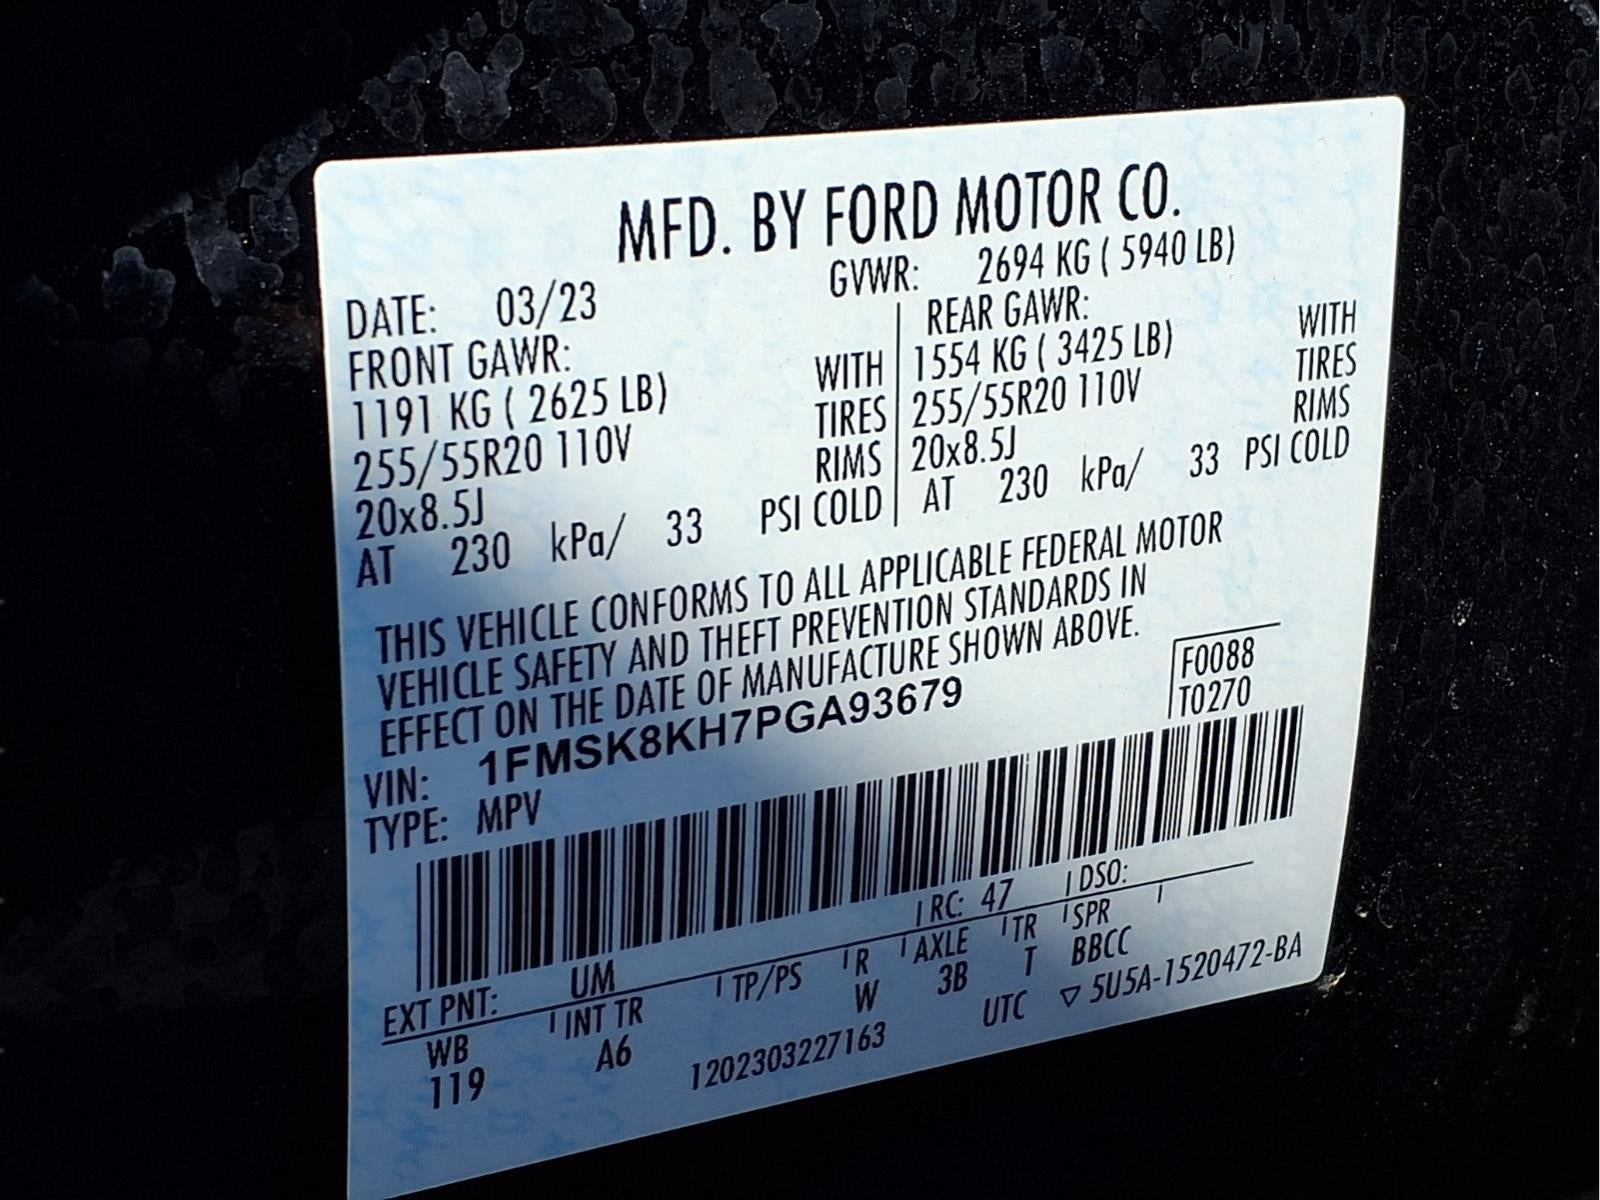 MFD. BY FORD MOTOR CO.
DATE: 03/23 GVWR: 2694 KG ( 5940 LB)
FRONT GAWR: REAR GAWR:
1191 KG ( 2625 LB) WITH 1554 KG ( 3425 LB) WITH
255/55R20 110V TIRES 255/55R20 110V TIRES
20x8.5J RIMS 20x8.5J RIMS
AT 230 kPa/ 33 PSI COLD AT 230 kPa/ 33 PSI COLD
THIS VEHICLE CONFORMS TO ALL APPLICABLE FEDERAL MOTOR
VEHICLE SAFETY AND THEFT PREVENTION STANDARDS IN
EFFECT ON THE DATE OF MANUFACTURE SHOWN ABOVE.
F0088
T0270
VIN: 1FMSK8KH7PGA93679
TYPE: MPV
EXT PNT: UM RC: 47 DSO:
WB INT TR TP/PS R AXLE TR SPR
119 A6 W 3B T BBCC
1202303227163 UTC ▽ 5U5A-1520472-BA